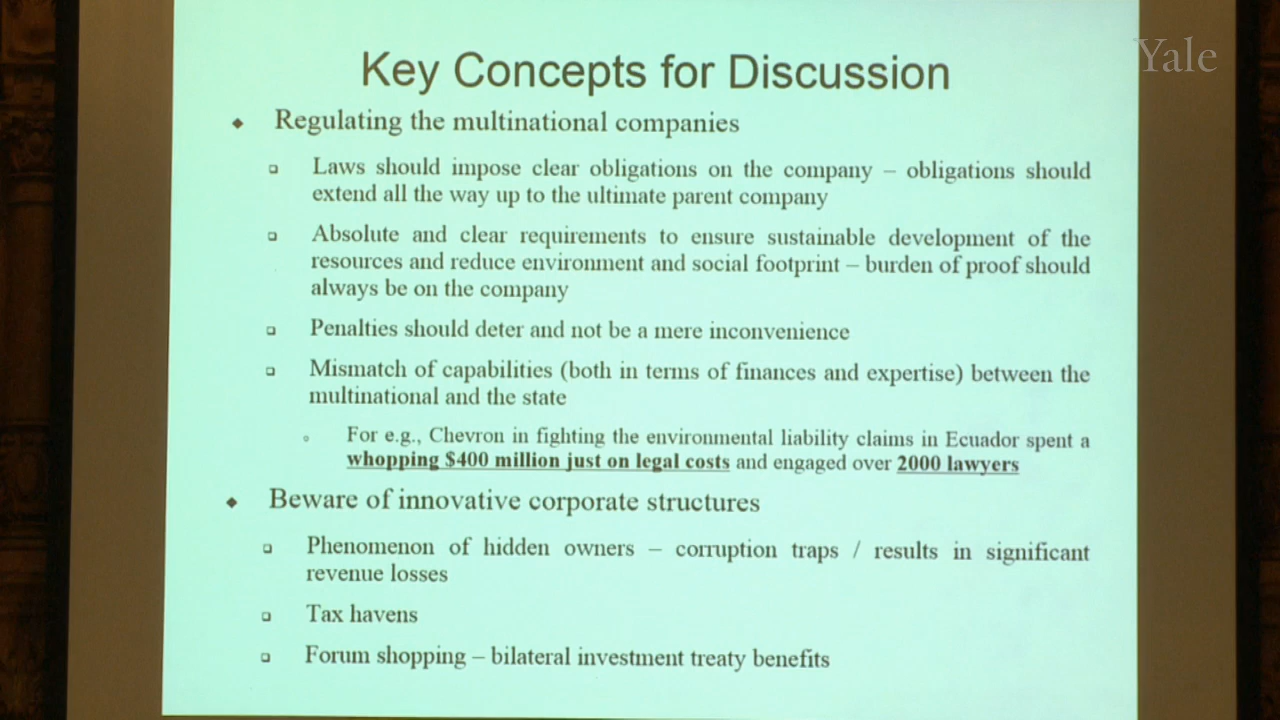 Yale
Key Concepts for Discussion
Regulating the multinational companies
Laws should impose clear obligations on the company – obligations should
extend all the way up to the ultimate parent company
Absolute and clear requirements to ensure sustainable development of the
resources and reduce environment and social footprint – burden of proof should
always be on the company
Penalties should deter and not be a mere inconvenience
Mismatch of capabilities (both in terms of finances and expertise) between the
multinational and the state
For e.g., Chevron in fighting the environmental liability claims in Ecuador spent a
whopping $400 million just on legal costs and engaged over 2000 lawyers
Beware of innovative corporate structures
Phenomenon of hidden owners – corruption traps / results in significant
revenue losses
Tax havens
Forum shopping – bilateral investment treaty benefits